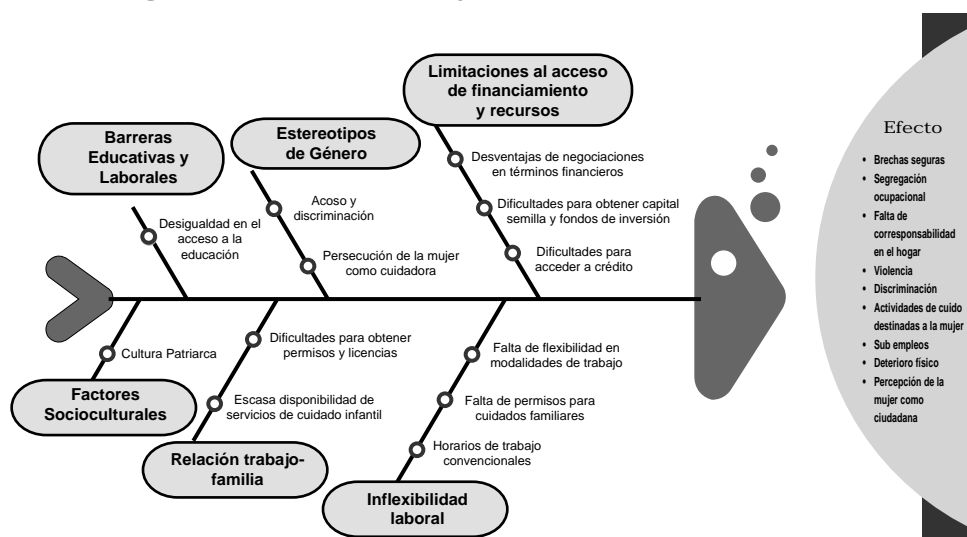 Limitaciones al acceso
de financiamiento
y recursos
Barreras
Educativas y
Laborales
Estereotipos
de Género
Desventajas de negociaciones
en términos financieros
Acoso y
discriminación
Dificultades para obtener capital
semilla y fondos de inversión
Desigualdad en el
acceso a la
educación
Persecución de la mujer
como cuidadora
Dificultades para
acceder a crédito
Cultura Patriarca
Dificultades para obtener
permisos y licencias
Falta de flexibilidad en
modalidades de trabajo
Factores
Socioculturales
Escasa disponibilidad de
servicios de cuidado infantil
Falta de permisos para
cuidados familiares
Relación trabajo-
familia
Horarios de trabajo
convencionales
Inflexibilidad
laboral
Efecto
• Brechas seguras
• Segregación
ocupacional
• Falta de
corresponsabilidad
en el hogar
• Violencia
• Discriminación
• Actividades de cuido
destinadas a la mujer
• Sub empleos
• Deterioro físico
• Percepción de la
mujer como
ciudadana